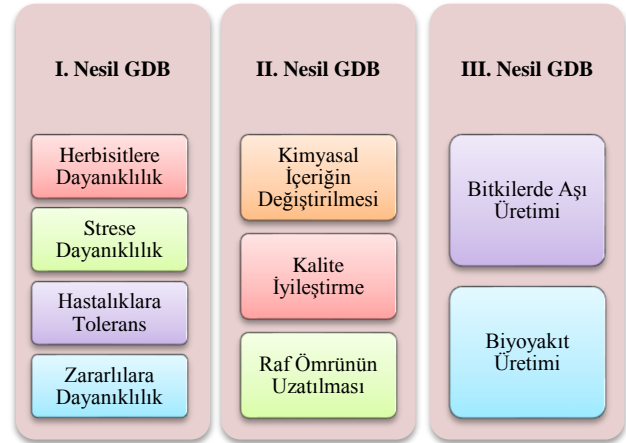 I. Nesil GDB
Herbisitlere
Dayanıklılık
Strese
Dayanıklılık
Hastalıklara
Tolerans
Zararlılara
Dayanıklılık
II. Nesil GDB
Kimyasal
İçeriğin
Değiştirilmesi
Kalite
İyileştirme
Raf Ömrünün
Uzatılması
III. Nesil GDB
Bitkilerde Aşı
Üretimi
Biyoyakıt
Üretimi